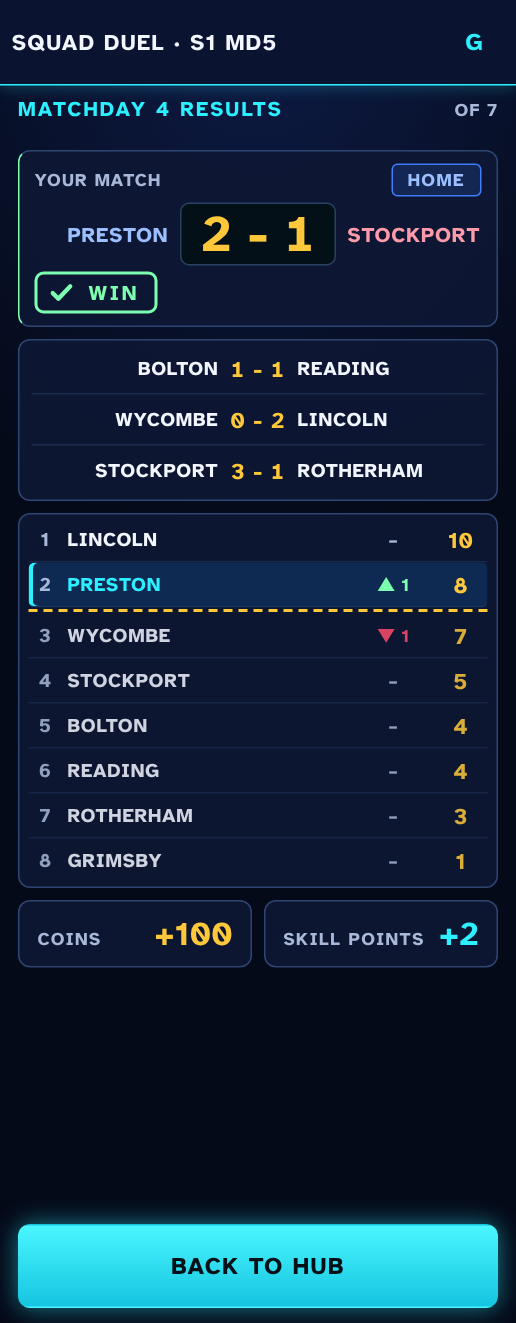 SQUAD DUEL · S1 MD5 G
MATCHDAY 4 RESULTS OF 7
YOUR MATCH HOME
PRESTON 2 - 1 STOCKPORT
WIN
BOLTON 1 - 1 READING
WYCOMBE 0 - 2 LINCOLN
STOCKPORT 3 - 1 ROTHERHAM
1 LINCOLN - 10
2 PRESTON ▲ 1 8
3 WYCOMBE ▼ 1 7
4 STOCKPORT - 5
5 BOLTON - 4
6 READING - 4
7 ROTHERHAM - 3
8 GRIMSBY - 1
COINS +100 SKILL POINTS +2
BACK TO HUB